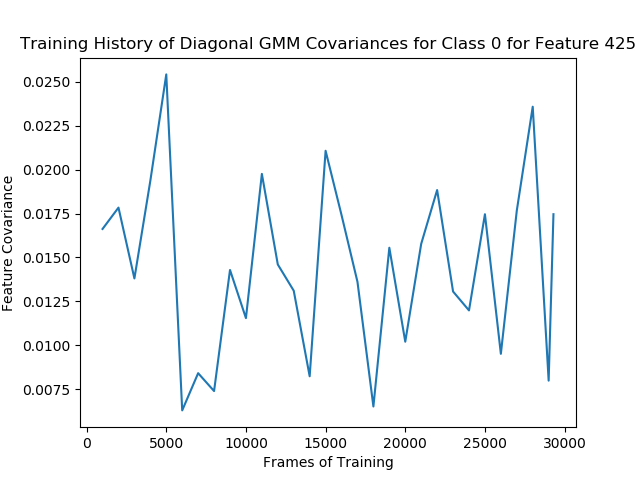 Training History of Diagonal GMM Covariances for Class 0 for Feature 425
Feature Covariance
0.0250
0.0225
0.0200
0.0175
0.0150
0.0125
0.0100
0.0075
0 5000 10000 15000 20000 25000 30000
Frames of Training